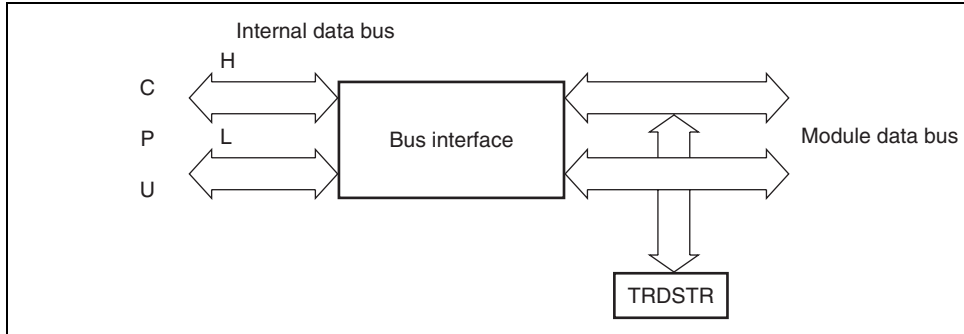 Internal data bus
H
C
P
U
L
Bus interface
Module data bus
TRDSTR